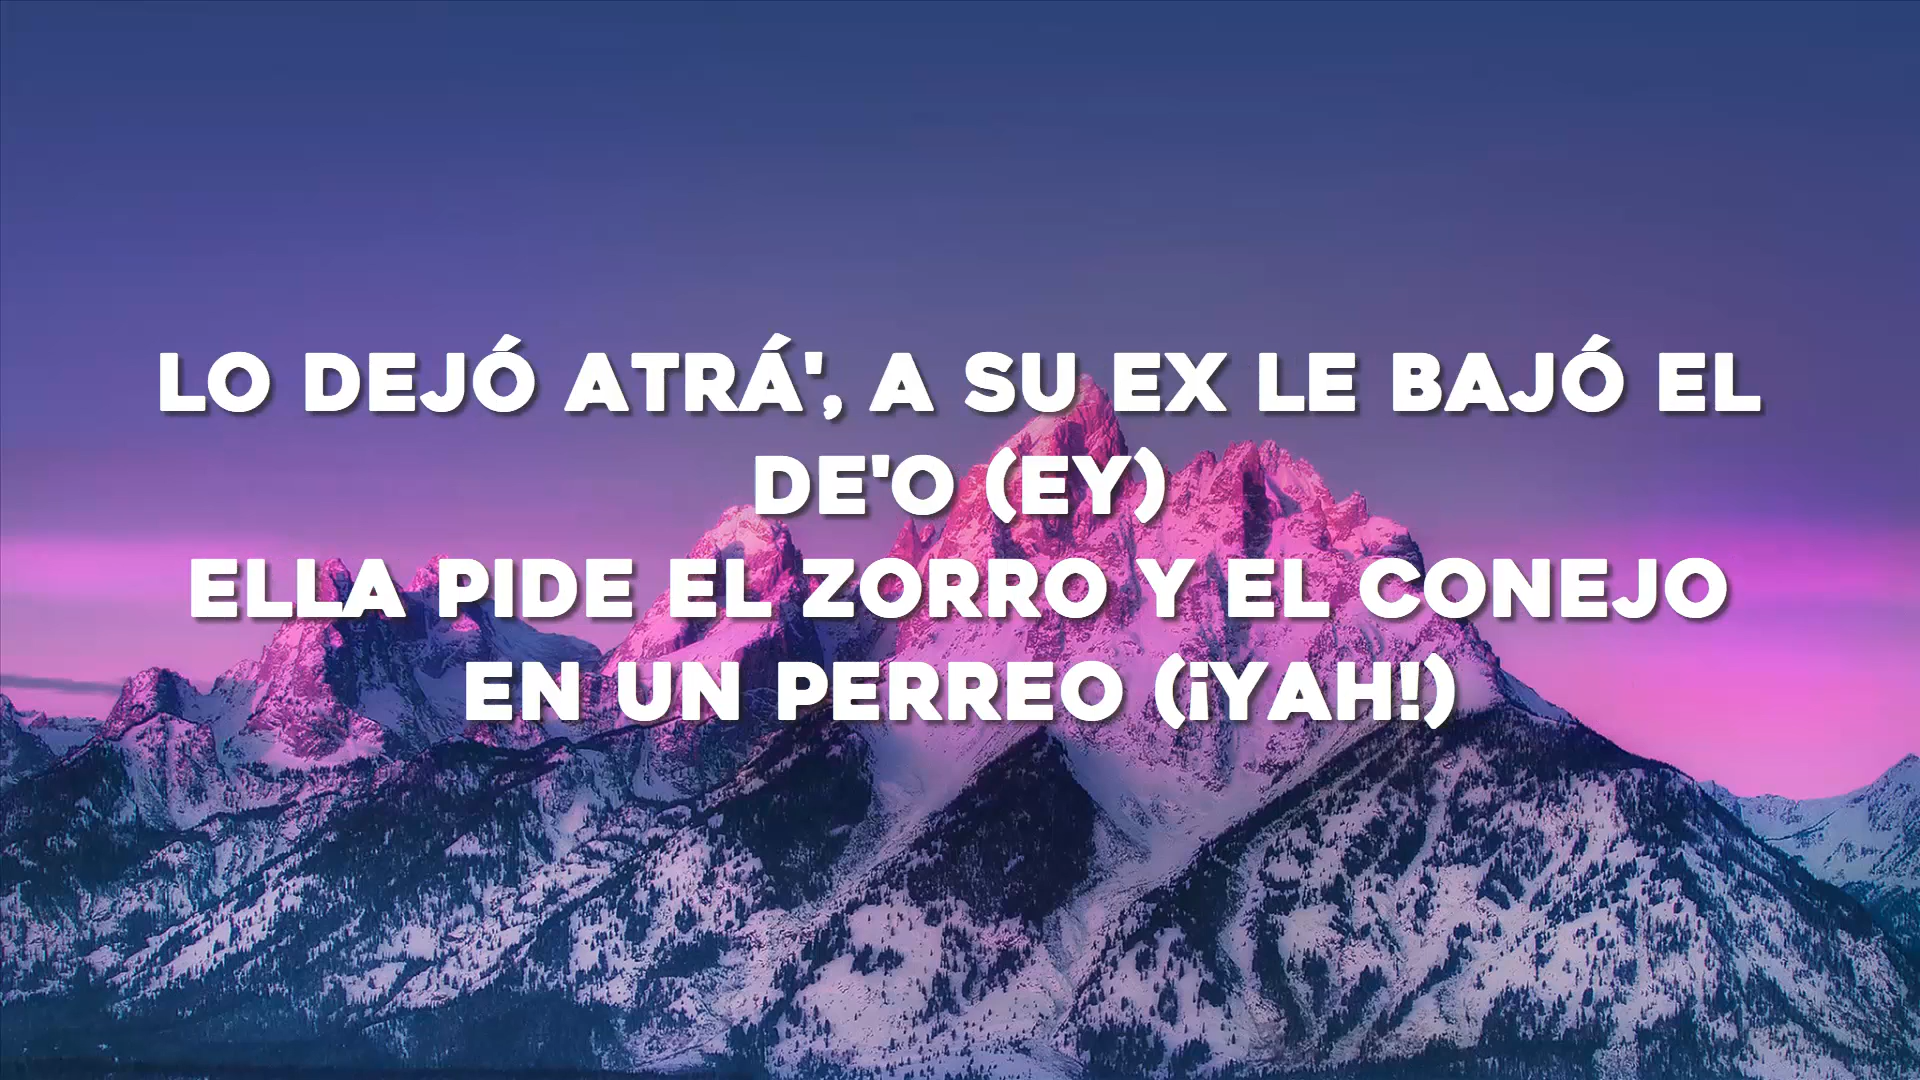 LO DEJÓ ATRÁ', A SU EX LE BAJÓ EL
DE'O (EY)
ELLA PIDE EL ZORRO Y EL CONEJO
EN UN PERREO (¡YAH!)